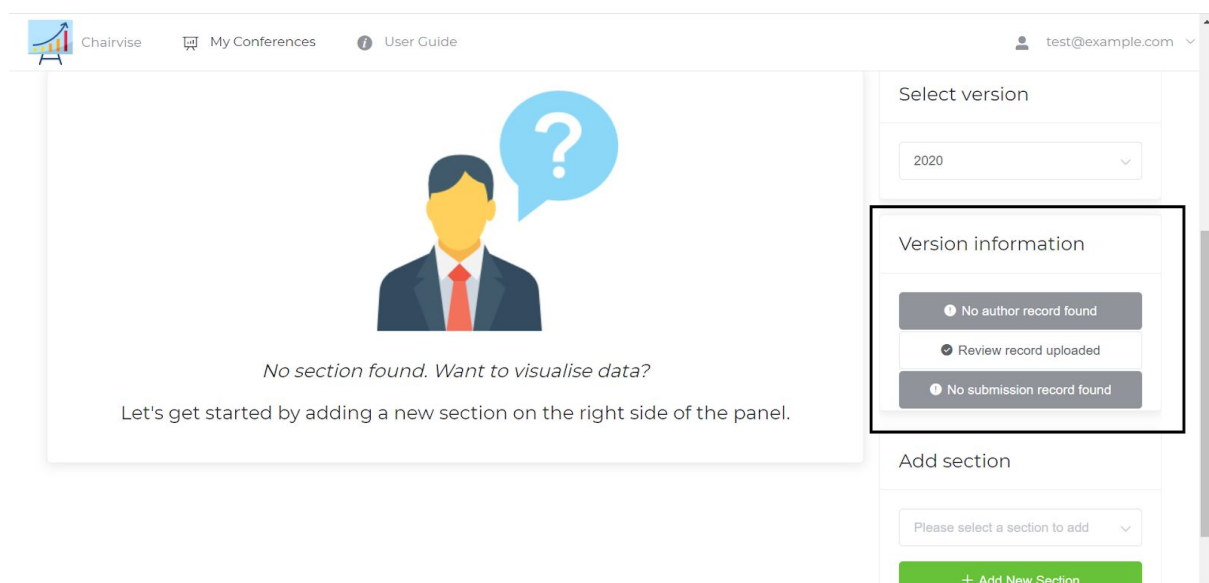 Chairvise
My Conferences
User Guide
test@example.com
?
No section found. Want to visualise data?
Let's get started by adding a new section on the right side of the panel.
Select version
2020
Version information
No author record found
Review record uploaded
No submission record found
Add section
Please select a section to add
+ Add New Section